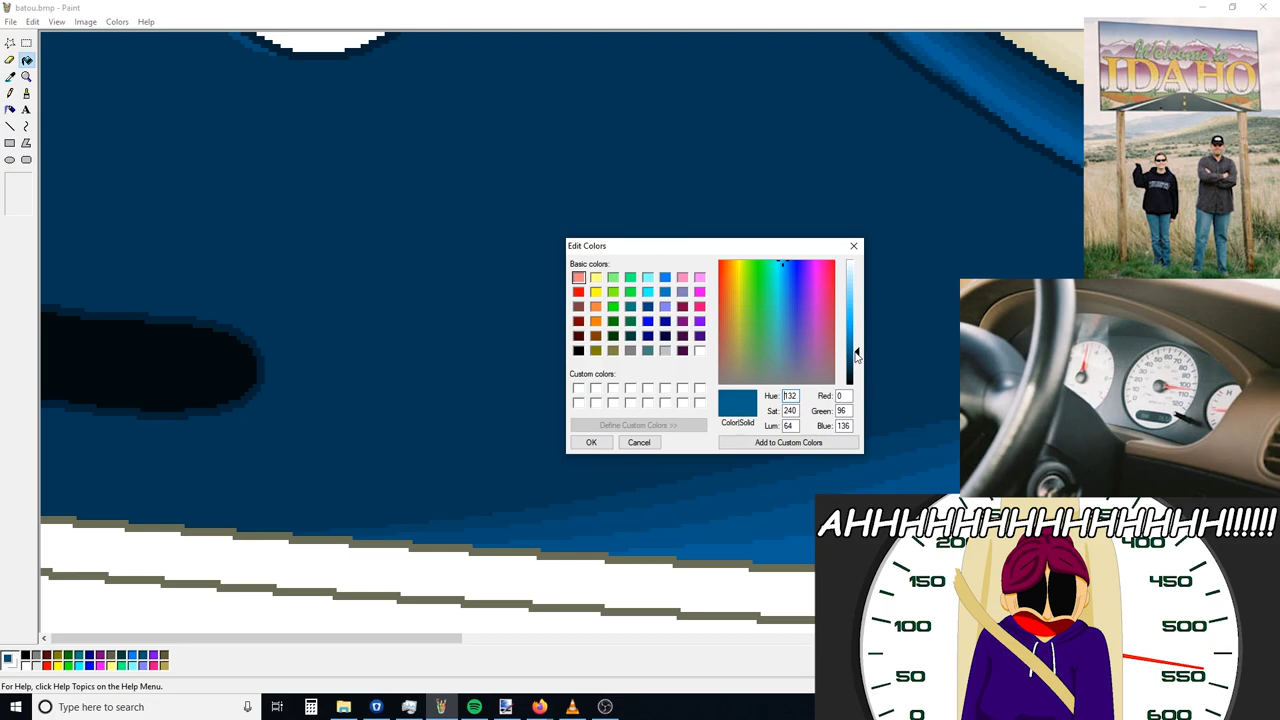 batou.bmp - Paint
File Edit View Image Colors Help
Welcome to
IDAHO
Edit Colors
Basic colors:
Custom colors:
Define Custom Colors >>
OK
Cancel
Color|Solid
Hue: 132
Sat: 240
Lum: 64
Red: 0
Green: 96
Blue: 136
Add to Custom Colors
AHHHHHHHHHHHHHHH!!!!!!
200
400
150
450
100
500
50
550
0
600
For Help, click Help Topics on the Help Menu.
Type here to search